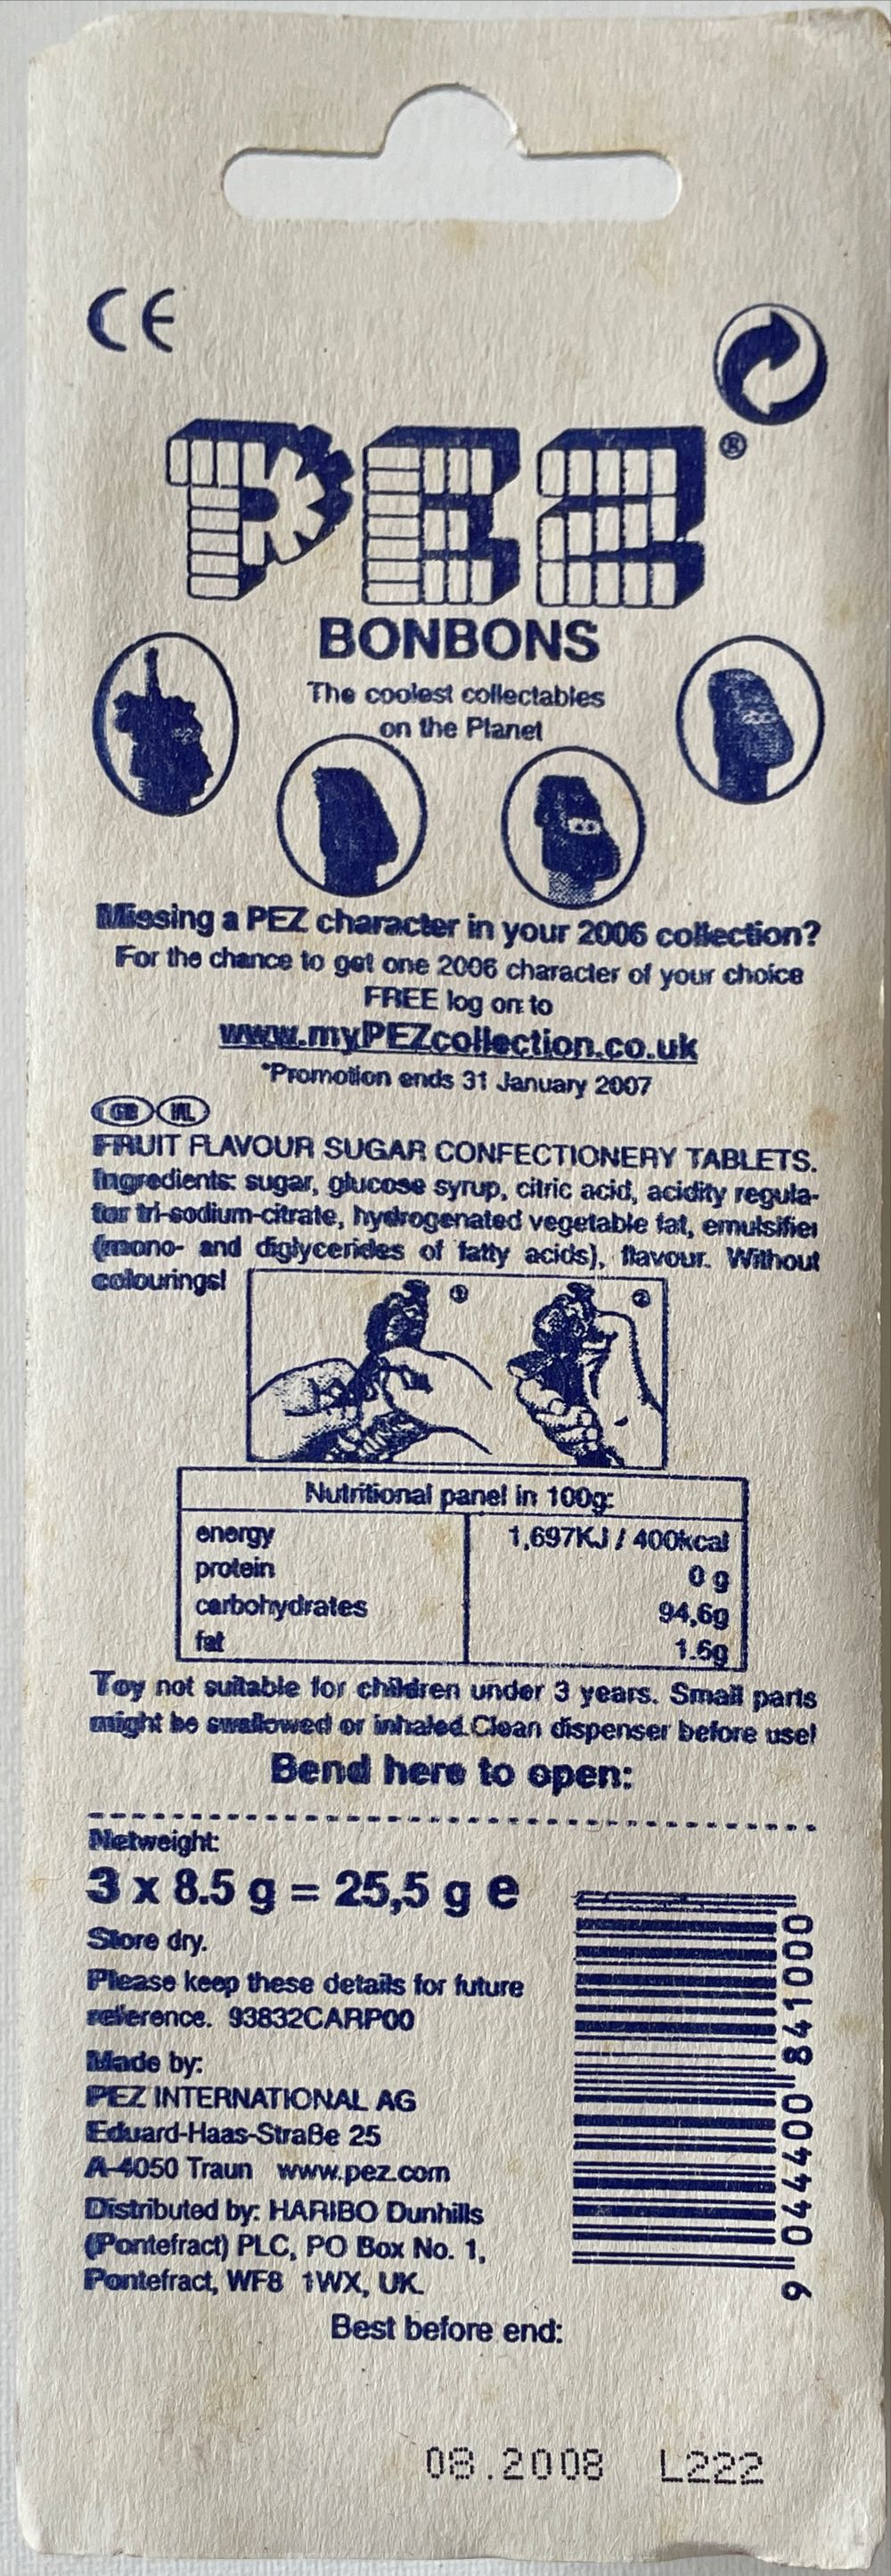 CE
PEZ®
BONBONS
The coolest collectables
on the Planet
Missing a PEZ character in your 2006 collection?
For the chance to get one 2006 character of your choice
FREE log on to
www.myPEZcollection.co.uk
*Promotion ends 31 January 2007
GB IRL
FRUIT FLAVOUR SUGAR CONFECTIONERY TABLETS.
Ingredients: sugar, glucose syrup, citric acid, acidity regula-
tor tri-sodium-citrate, hydrogenated vegetable fat, emulsifier
(mono- and diglycerides of fatty acids), flavour. Without
colourings!
1 2
Nutritional panel in 100g:
energy 1,697KJ / 400kcal
protein 0 g
carbohydrates 94,6g
fat 1.6g
Toy not suitable for children under 3 years. Small parts
might be swallowed or inhaled.Clean dispenser before use!
Bend here to open:
Netweight:
3 x 8.5 g = 25,5 g e
Store dry.
Please keep these details for future
reference. 93832CARP00
Made by:
PEZ INTERNATIONAL AG
Eduard-Haas-Straße 25
A-4050 Traun www.pez.com
Distributed by: HARIBO Dunhills
(Pontefract) PLC, PO Box No. 1,
Pontefract, WF8 1WX, UK.
9 044400 841000
Best before end:
08.2008 L222